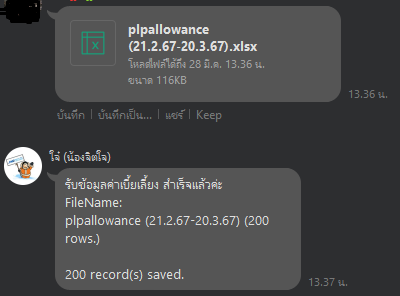 plpallowance
(21.2.67-20.3.67).xlsx
โหลดไฟล์ได้ถึง 28 มี.ค. 13.36 น.
ขนาด 116KB
13.36 น.
บันทึก | บันทึกเป็น... | แชร์ | Keep
ใจ๋ (น้องจิตใจ)
รับข้อมูลค่าเบี้ยเลี้ยง สำเร็จแล้วค่ะ
FileName:
plpallowance (21.2.67-20.3.67) (200
rows.)
200 record(s) saved.
13.37 น.